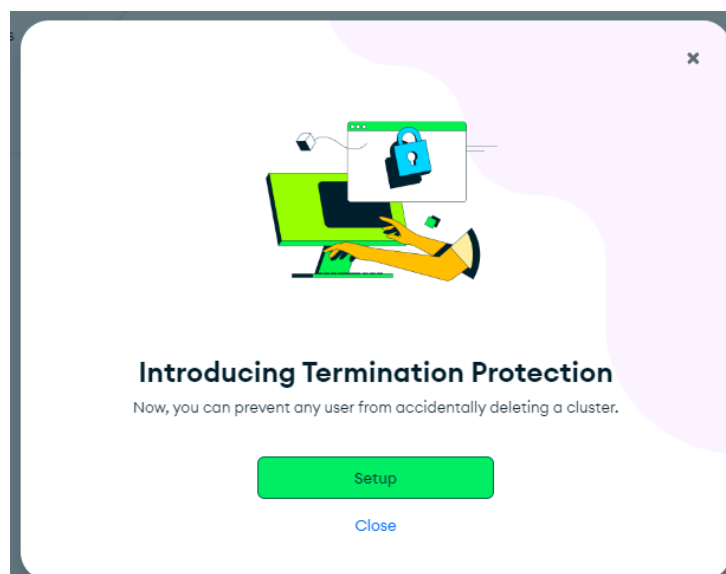 Introducing Termination Protection
Now, you can prevent any user from accidentally deleting a cluster.
Setup
Close